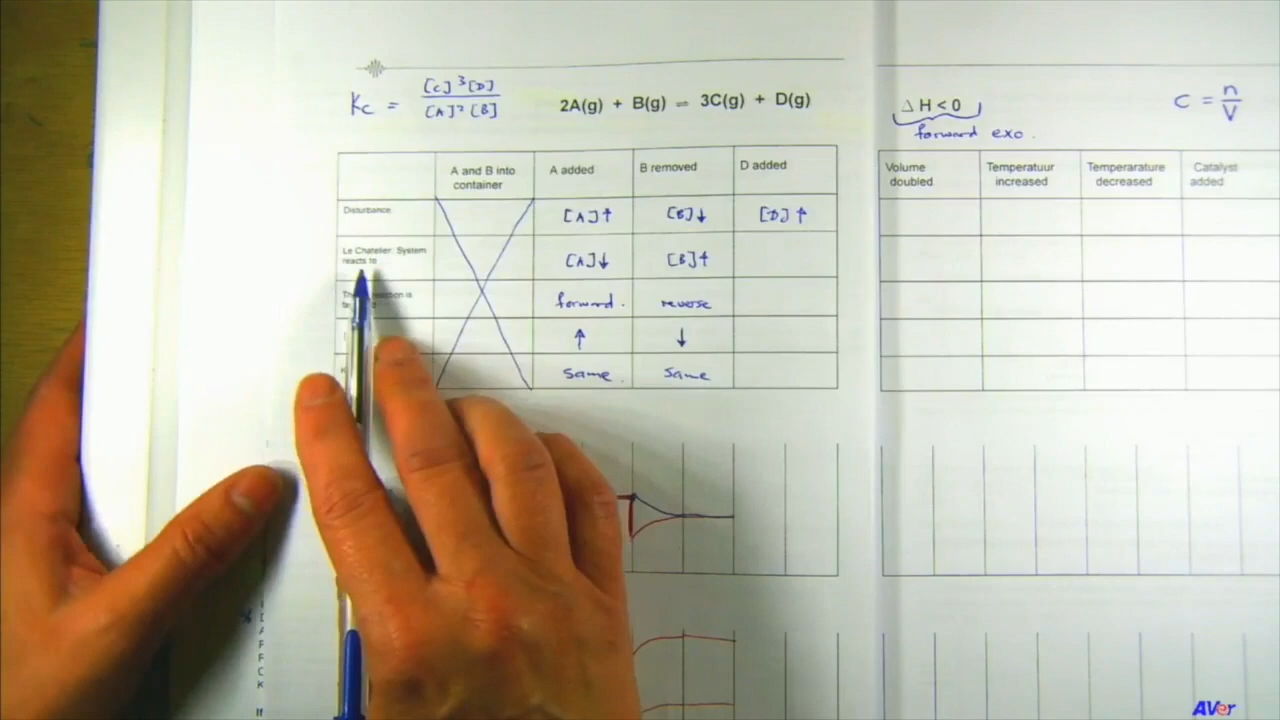 [C]³[D]
Kc =
[A]² [B]
2A(g) + B(g) ⇌ 3C(g) + D(g)
ΔH<0
forward exo.
C = n
V
A and B into
container
A added
B removed
D added
Volume
doubled
Temperatuur
increased
Temperarature
decreased
Catalyst
added
Disturbance
[A]↑
[B]↓
[D]↑
Le Chatelier: System
reacts to
[A]↓
[B]↑
forward.
reverse
↑
↓
same.
same
D
A
F
F
C
K
If
AVer